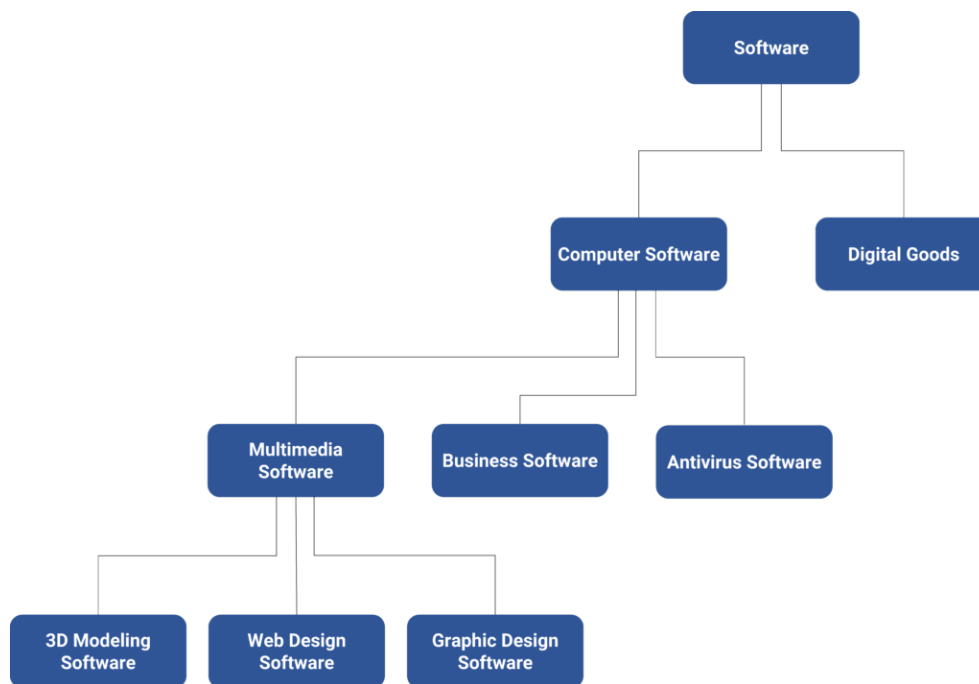 Software
Computer Software
Digital Goods
Multimedia
Software
Business Software
Antivirus Software
3D Modeling
Software
Web Design
Software
Graphic Design
Software